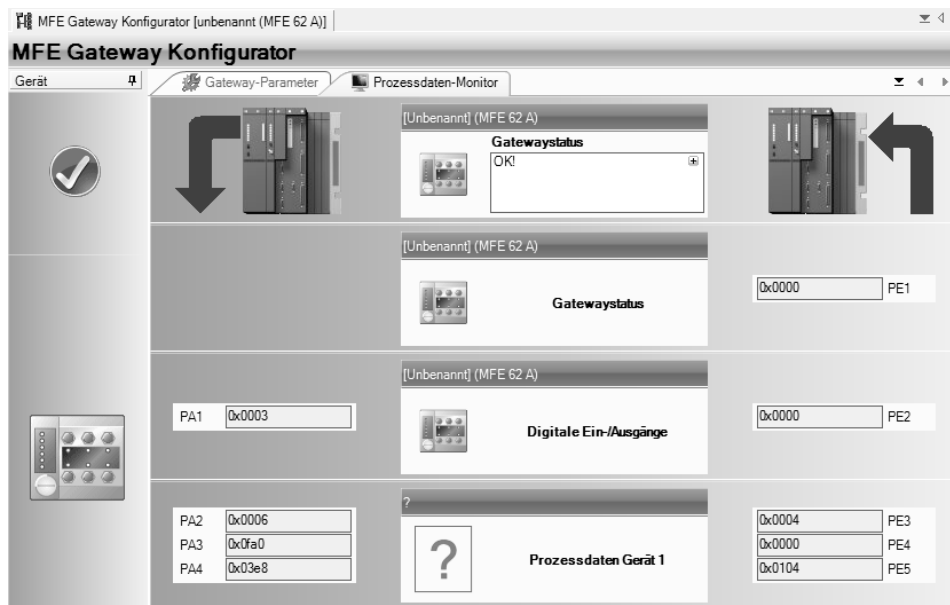 MFE Gateway Konfigurator [unbenannt (MFE 62 A)]
MFE Gateway Konfigurator
Gerät
Gateway-Parameter
Prozessdaten-Monitor
[Unbenannt] (MFE 62 A)
Gatewaystatus
OK!
[Unbenannt] (MFE 62 A)
Gatewaystatus
0x0000 PE1
[Unbenannt] (MFE 62 A)
PA1 0x0003
Digitale Ein-/Ausgänge
0x0000 PE2
?
PA2 0x0006
PA3 0x0fa0
PA4 0x03e8
?
Prozessdaten Gerät 1
0x0004 PE3
0x0000 PE4
0x0104 PE5